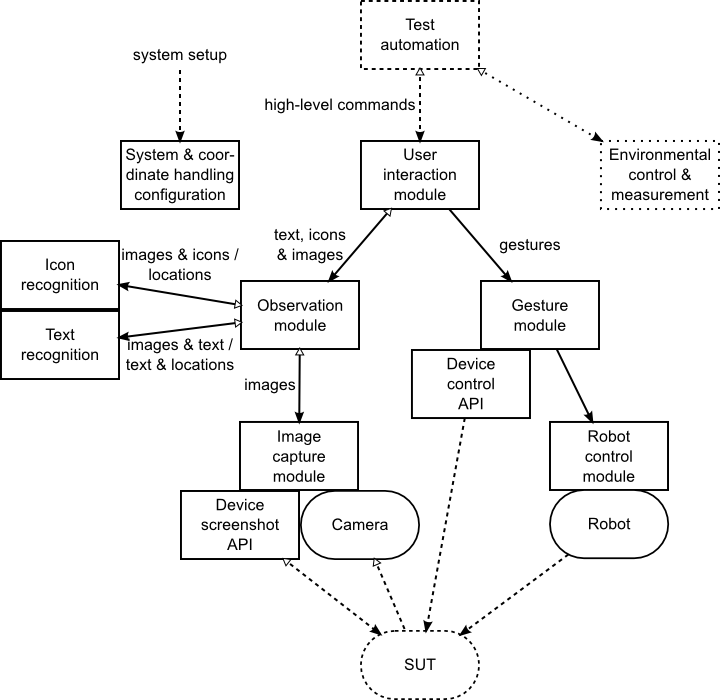 Test
automation
system setup
high-level commands
System & coor-
dinate handling
configuration
User
interaction
module
Environmental
control &
measurement
text, icons
& images
gestures
images & icons /
locations
Icon
recognition
Observation
module
Gesture
module
Text
recognition
images & text /
text & locations
Device
control
API
images
Image
capture
module
Robot
control
module
Device
screenshot
API
Camera
Robot
SUT